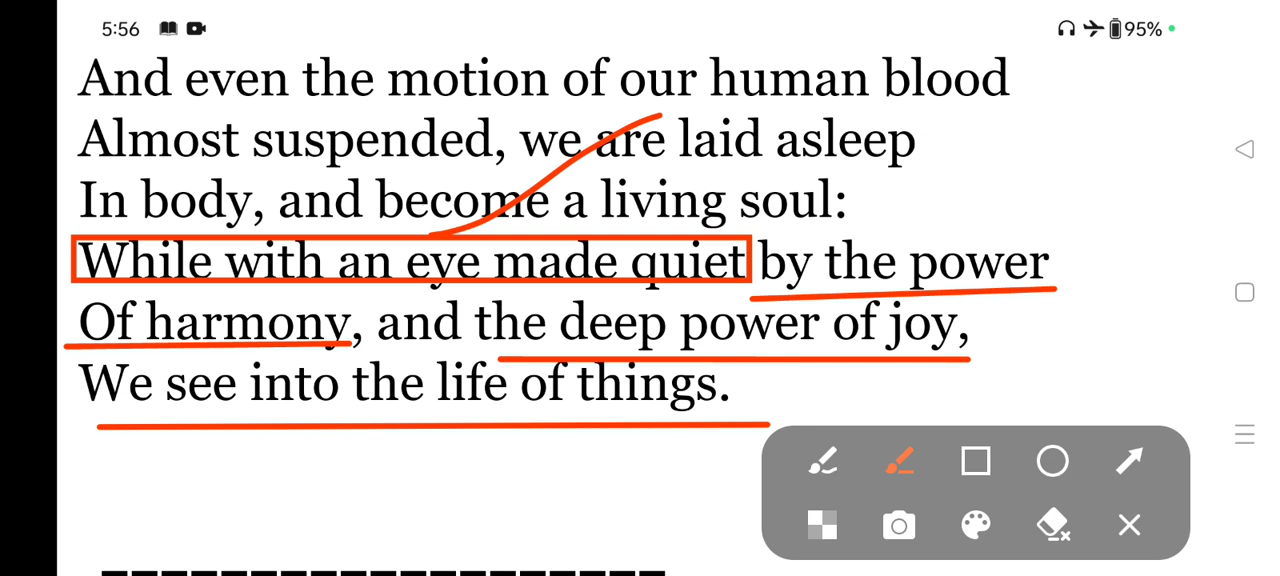 5:56 95%
And even the motion of our human blood
Almost suspended, we are laid asleep
In body, and become a living soul:
While with an eye made quiet by the power
Of harmony, and the deep power of joy,
We see into the life of things.